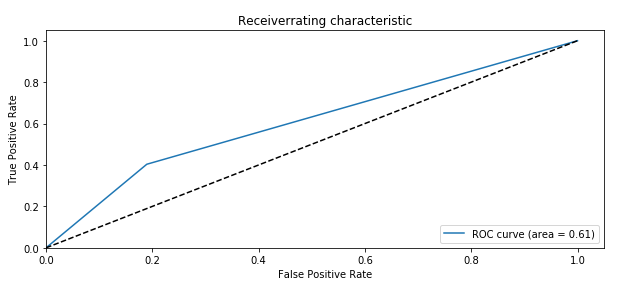 Receiverrating characteristic
True Positive Rate
1.0
0.8
0.6
0.4
0.2
0.0
0.0 0.2 0.4 0.6 0.8 1.0
False Positive Rate
ROC curve (area = 0.61)